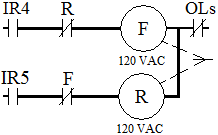 IR4 R F OLs
120 VAC
IR5 F R
120 VAC